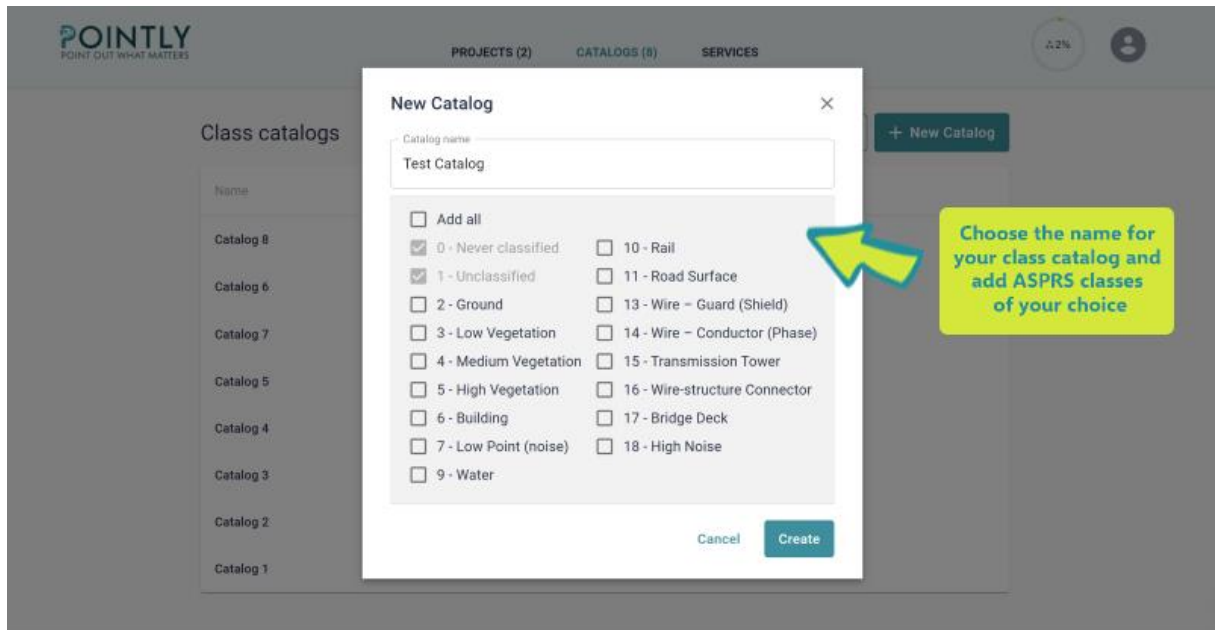 POINTLY
POINT OUT WHAT MATTERS
PROJECTS (2)
CATALOGS (8)
SERVICES
2%
New Catalog
Class catalogs
+ New Catalog
Catalog name
Test Catalog
Name
Add all
0 - Never classified
10 - Rail
1 - Unclassified
11 - Road Surface
2 - Ground
13 - Wire – Guard (Shield)
3 - Low Vegetation
14 - Wire – Conductor (Phase)
4 - Medium Vegetation
15 - Transmission Tower
5 - High Vegetation
16 - Wire-structure Connector
6 - Building
17 - Bridge Deck
7 - Low Point (noise)
18 - High Noise
9 - Water
Cancel
Create
Catalog 8
Catalog 6
Catalog 7
Catalog 5
Catalog 4
Catalog 3
Catalog 2
Catalog 1
Choose the name for
your class catalog and
add ASPRS classes
of your choice